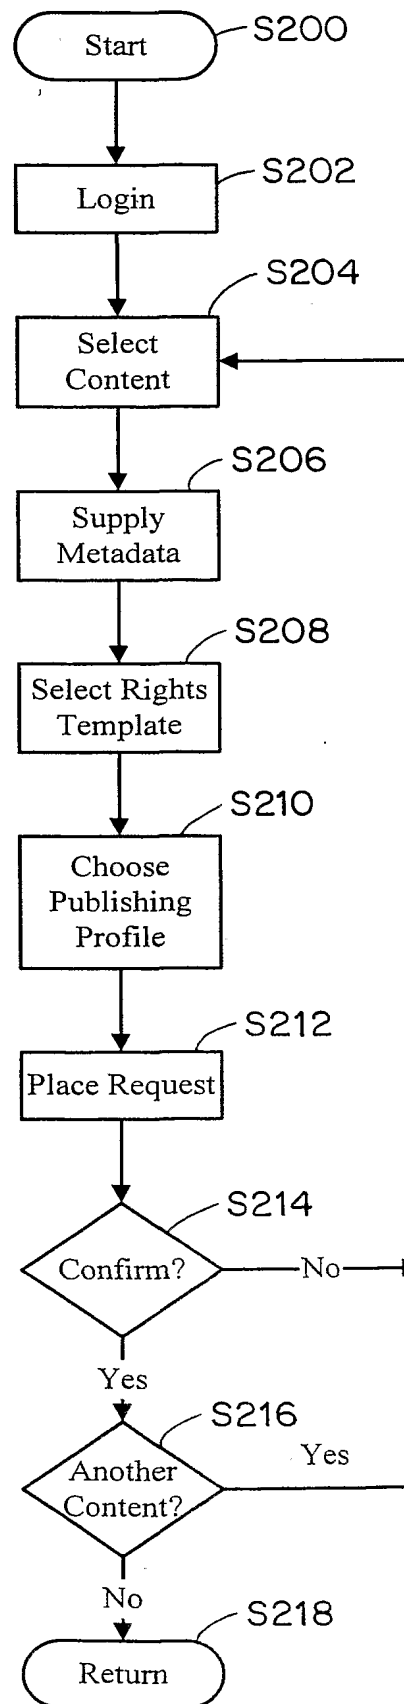 Start
S200
Login
S202
S204
Select
Content
S206
Supply
Metadata
S208
Select Rights
Template
S210
Choose
Publishing
Profile
S212
Place Request
S214
Confirm?
No
Yes
S216
Another
Content?
Yes
No
S218
Return